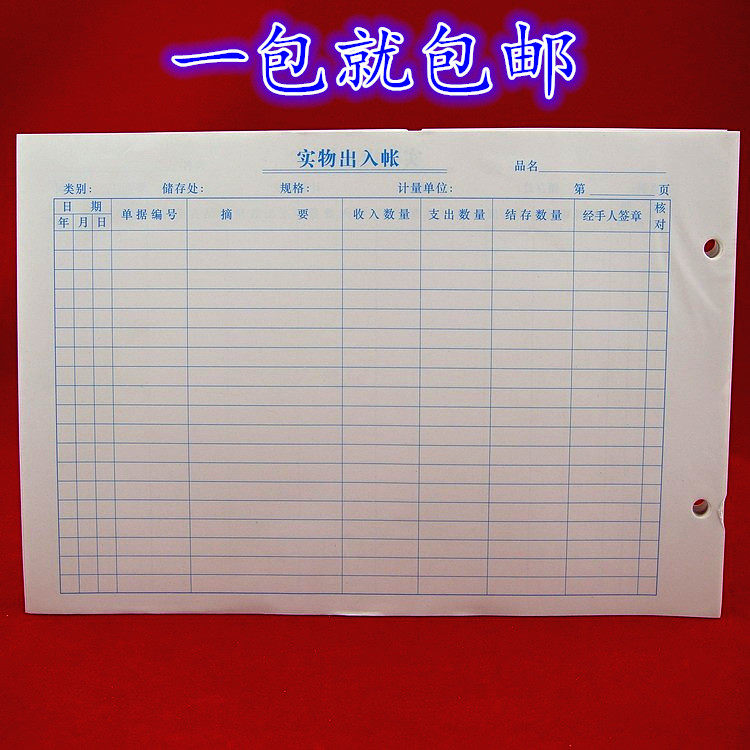 一包就包邮
实物出入帐
品名
类别： 储存处： 规格： 计量单位： 第 页
日 期 单据编号 摘 要 收入数量 支出数量 结存数量 经手人签章 核对
年 月 日